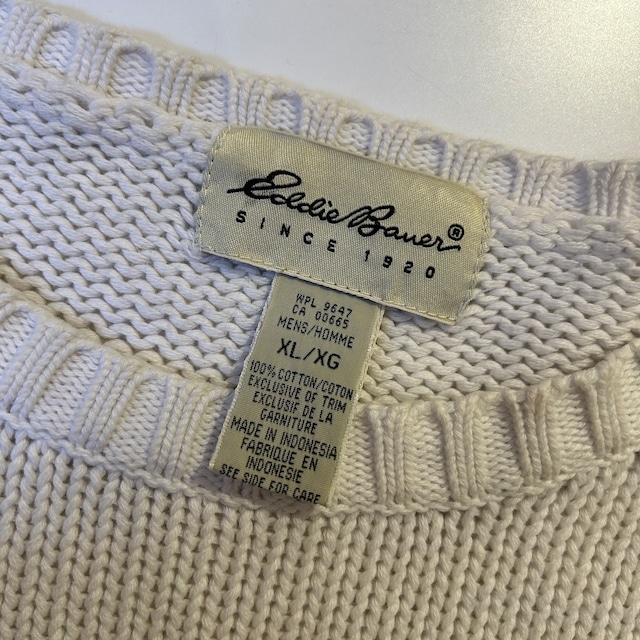 Eddie Bauer®
SINCE 1920
WPL 9647
CA 00665
MENS/HOMME
XL/XG
100% COTTON/COTON
EXCLUSIVE OF TRIM
EXCLUSIF DE LA
GARNITURE
MADE IN INDONESIA
FABRIQUE EN
INDONESIE
SEE SIDE FOR CARE